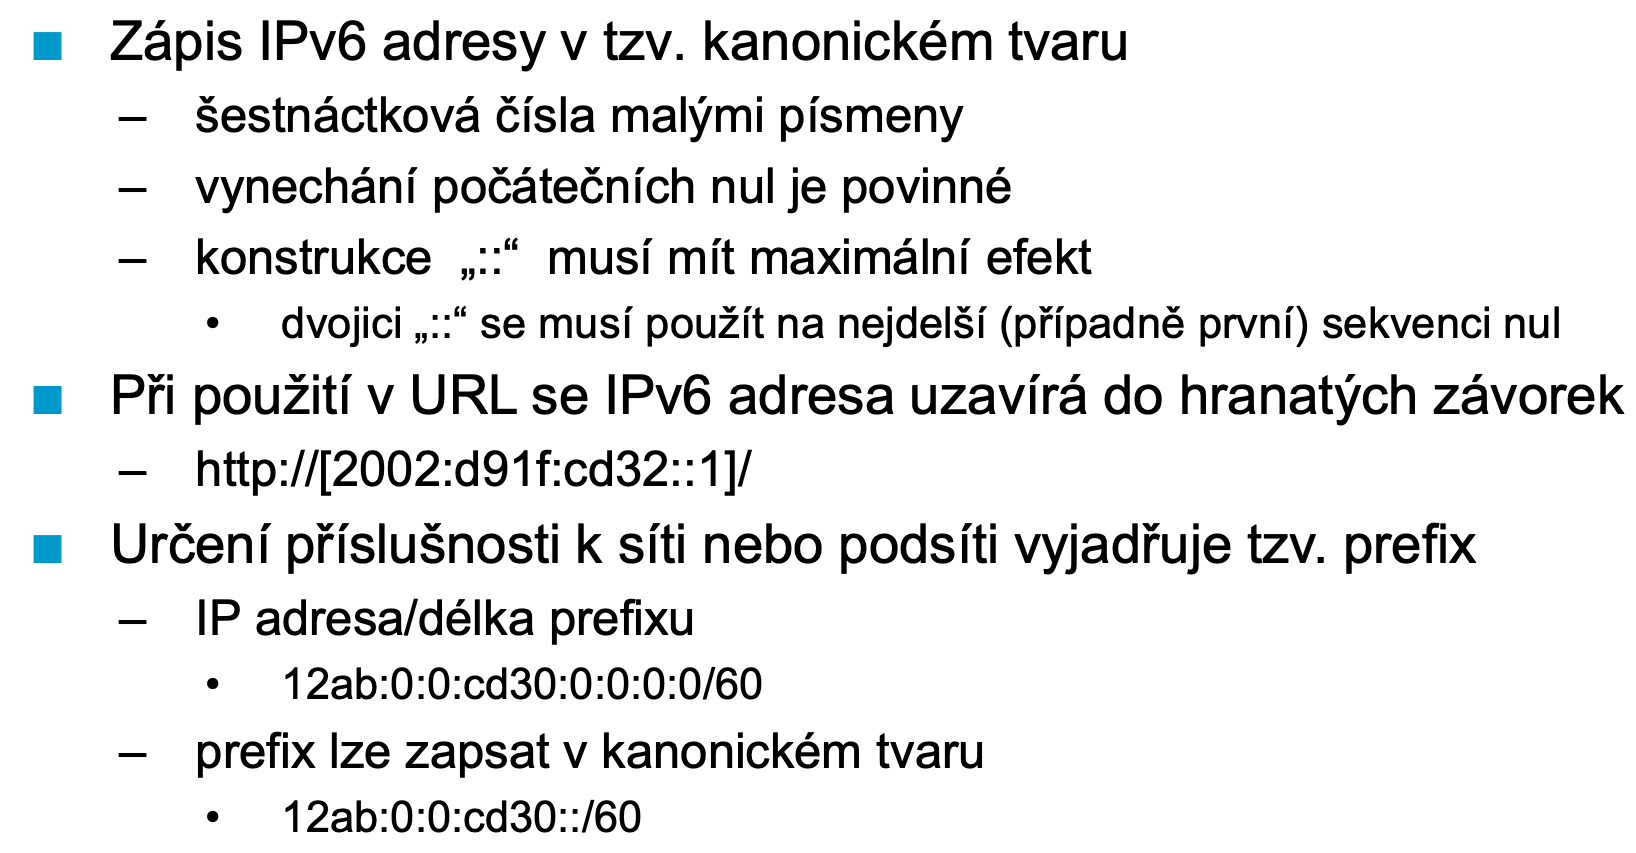 ■ Zápis IPv6 adresy v tzv. kanonickém tvaru
– šestnáctková čísla malými písmeny
– vynechání počátečních nul je povinné
– konstrukce „::“ musí mít maximální efekt
• dvojici „::“ se musí použít na nejdelší (případně první) sekvenci nul
■ Při použití v URL se IPv6 adresa uzavírá do hranatých závorek
– http://[2002:d91f:cd32::1]/
■ Určení příslušnosti k síti nebo podsíti vyjadřuje tzv. prefix
– IP adresa/délka prefixu
• 12ab:0:0:cd30:0:0:0:0/60
– prefix lze zapsat v kanonickém tvaru
• 12ab:0:0:cd30::/60